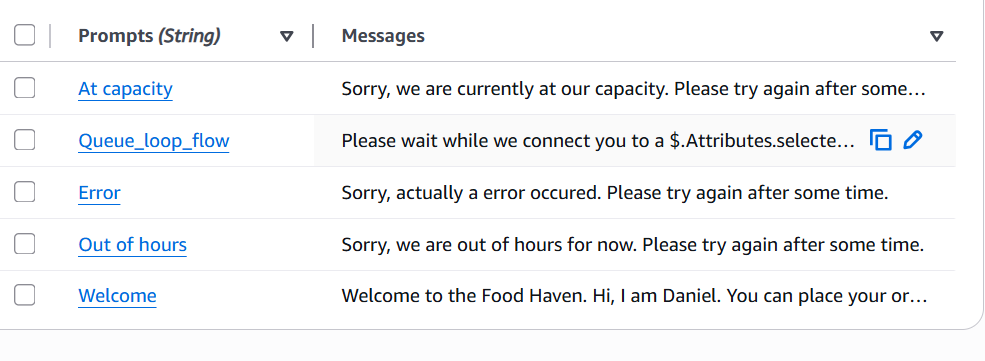 Prompts (String) Messages
At capacity Sorry, we are currently at our capacity. Please try again after some...
Queue_loop_flow Please wait while we connect you to a $.Attributes.selecte...
Error Sorry, actually a error occured. Please try again after some time.
Out of hours Sorry, we are out of hours for now. Please try again after some time.
Welcome Welcome to the Food Haven. Hi, I am Daniel. You can place your or...